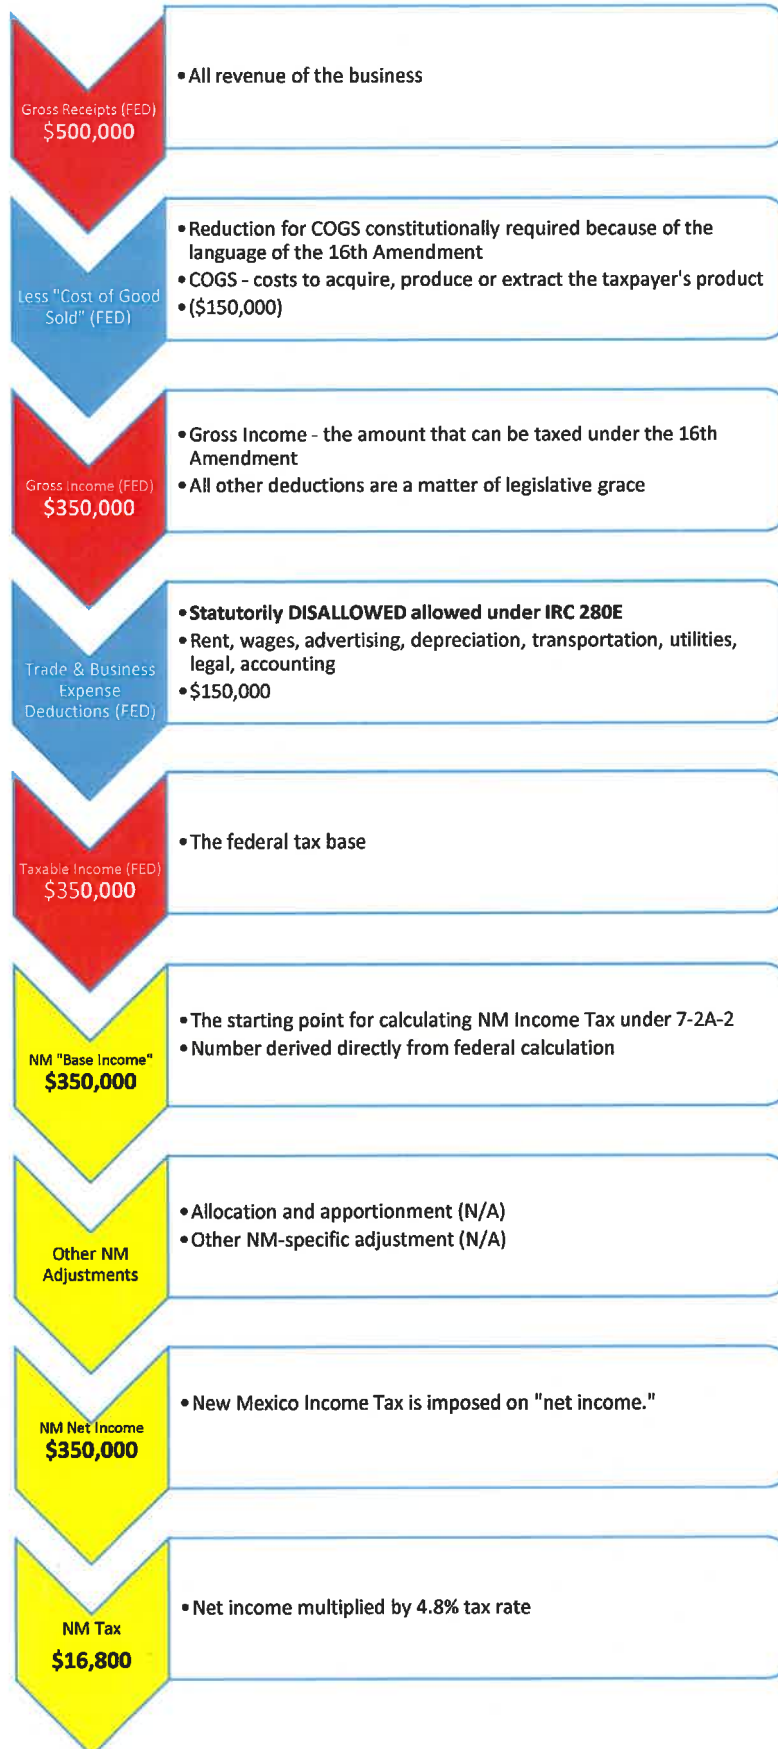 Gross Receipts (FED)
$500,000
• All revenue of the business
Less "Cost of Good
Sold" (FED)
• Reduction for COGS constitutionally required because of the
language of the 16th Amendment
• COGS - costs to acquire, produce or extract the taxpayer's product
• ($150,000)
Gross Income (FED)
$350,000
• Gross Income - the amount that can be taxed under the 16th
Amendment
• All other deductions are a matter of legislative grace
Trade & Business
Expense
Deductions (FED)
• Statutorily DISALLOWED allowed under IRC 280E
• Rent, wages, advertising, depreciation, transportation, utilities,
legal, accounting
• $150,000
Taxable Income (FED)
$350,000
• The federal tax base
NM "Base Income"
$350,000
• The starting point for calculating NM Income Tax under 7-2A-2
• Number derived directly from federal calculation
Other NM
Adjustments
• Allocation and apportionment (N/A)
• Other NM-specific adjustment (N/A)
NM Net Income
$350,000
• New Mexico Income Tax is imposed on "net income."
NM Tax
$16,800
• Net income multiplied by 4.8% tax rate